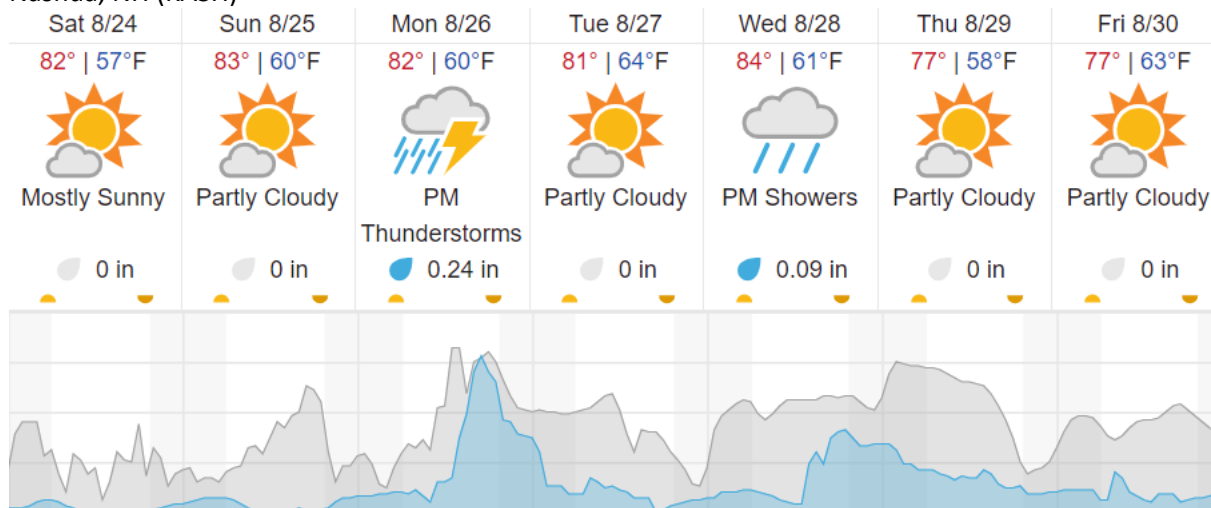 Nashua, NH (KASH)
Sat 8/24 Sun 8/25 Mon 8/26 Tue 8/27 Wed 8/28 Thu 8/29 Fri 8/30
82° | 57°F 83° | 60°F 82° | 60°F 81° | 64°F 84° | 61°F 77° | 58°F 77° | 63°F
Mostly Sunny Partly Cloudy PM Partly Cloudy PM Showers Partly Cloudy Partly Cloudy
Thunderstorms
0 in 0 in 0.24 in 0 in 0.09 in 0 in 0 in